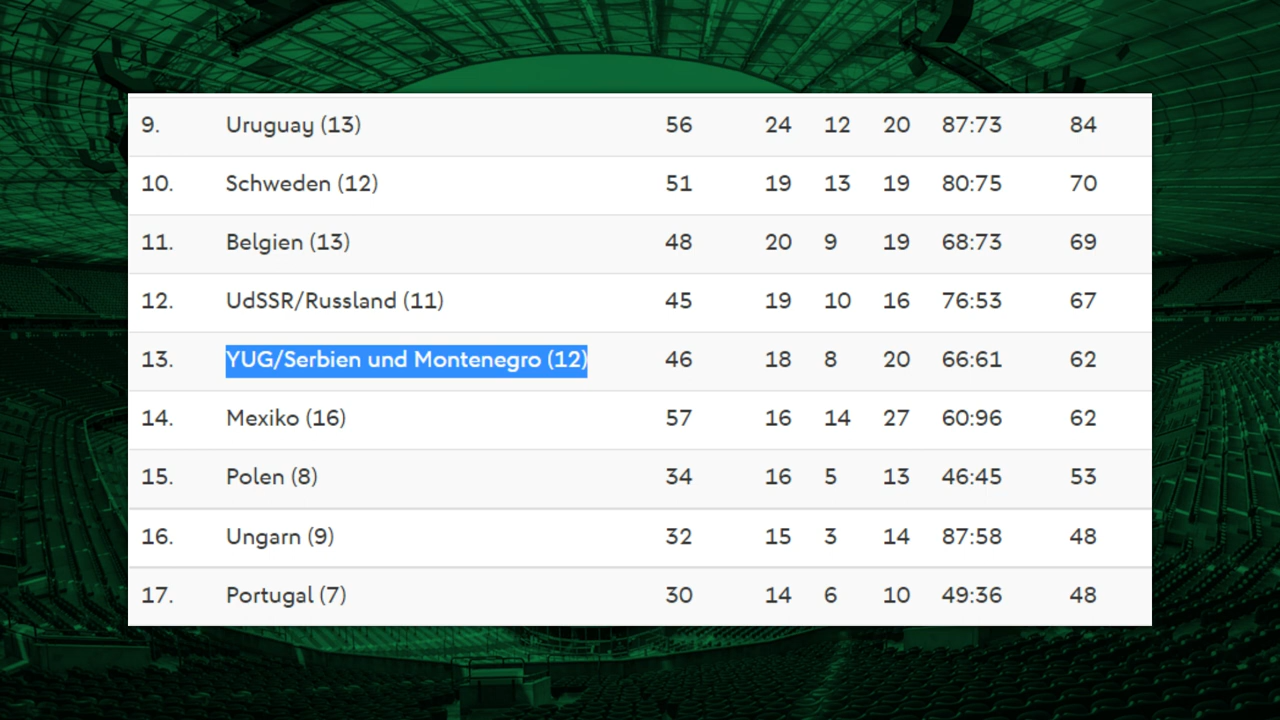 9. Uruguay (13) 56 24 12 20 87:73 84
10. Schweden (12) 51 19 13 19 80:75 70
11. Belgien (13) 48 20 9 19 68:73 69
12. UdSSR/Russland (11) 45 19 10 16 76:53 67
13. YUG/Serbien und Montenegro (12) 46 18 8 20 66:61 62
14. Mexiko (16) 57 16 14 27 60:96 62
15. Polen (8) 34 16 5 13 46:45 53
16. Ungarn (9) 32 15 3 14 87:58 48
17. Portugal (7) 30 14 6 10 49:36 48